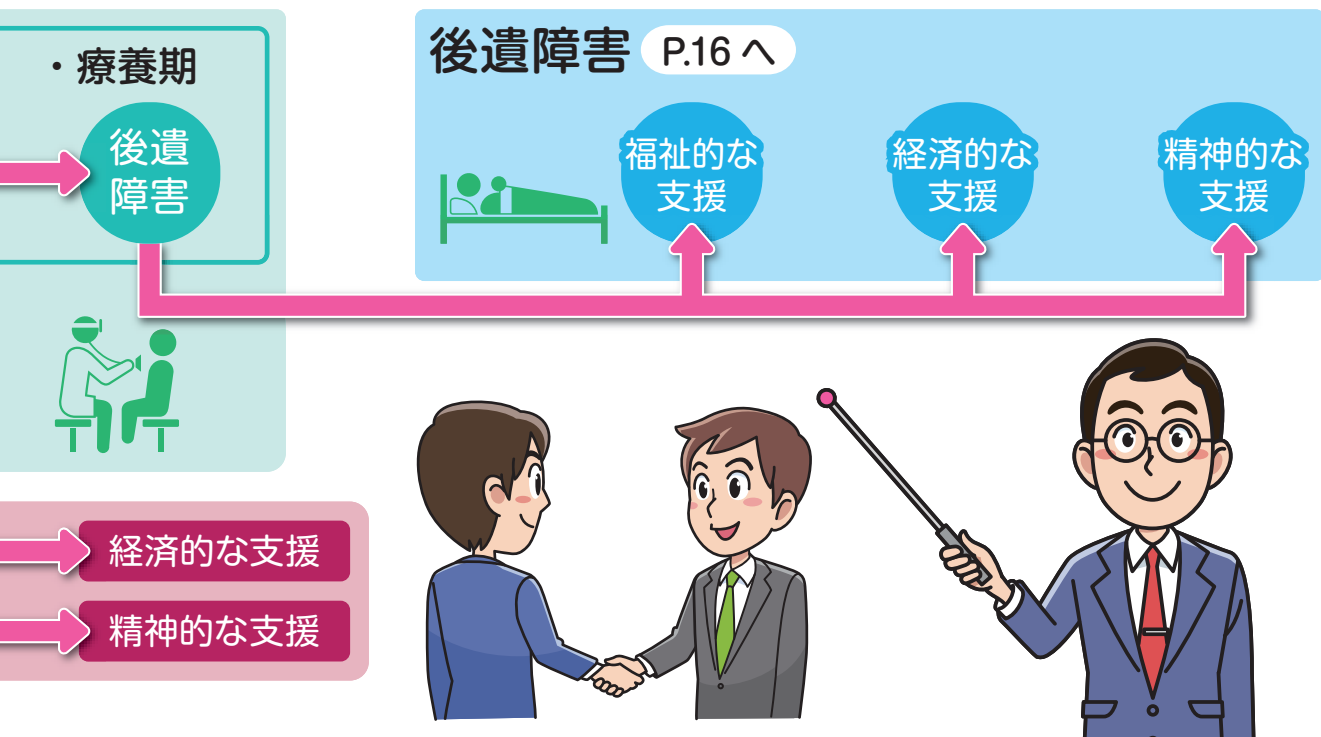 ・療養期
後遺
障害
後遺障害 P.16 へ
福祉的な
支援
経済的な
支援
精神的な
支援
経済的な支援
精神的な支援